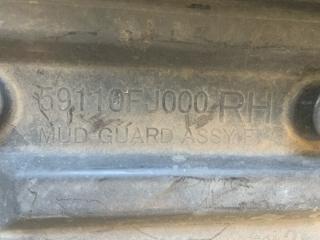 59110FJ000 RH
MUD GUARD ASSY F